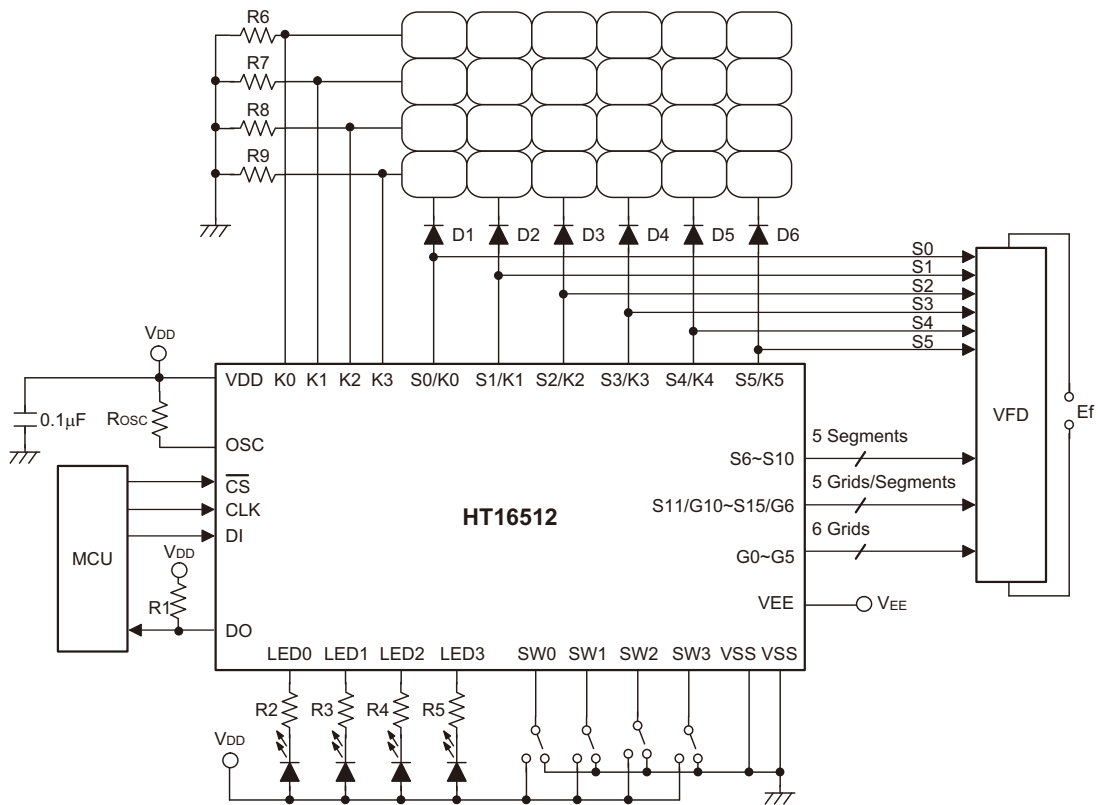 R6
R7
R8
R9
D1 D2 D3 D4 D5 D6
S0
S1
S2
S3
S4
S5
VDD
VDD K0 K1 K2 K3 S0/K0 S1/K1 S2/K2 S3/K3 S4/K4 S5/K5
0.1μF
ROSC
OSC
VFD
Ef
5 Segments
S6~S10
CS
CLK
DI
MCU
HT16512
S11/G10~S15/G6
5 Grids/Segments
6 Grids
G0~G5
VDD
R1
DO
VEE
VEE
LED0 LED1 LED2 LED3 SW0 SW1 SW2 SW3 VSS VSS
R2 R3 R4 R5
VDD